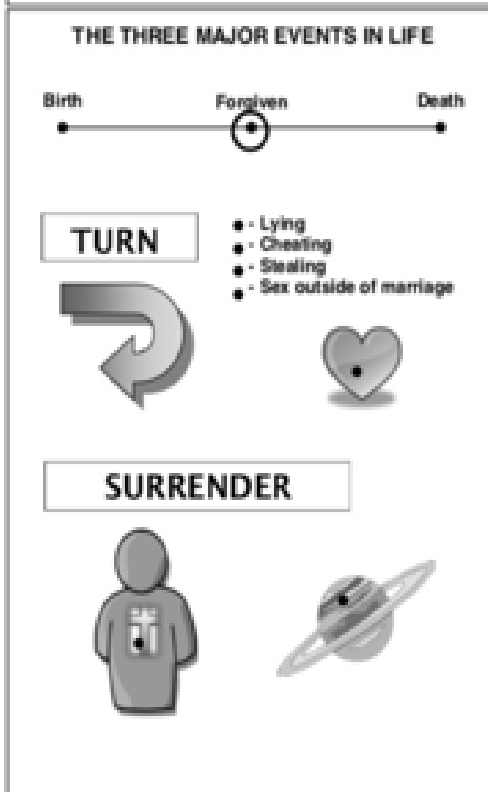 THE THREE MAJOR EVENTS IN LIFE
Birth Forgiven Death
TURN
- Lying
- Cheating
- Stealing
- Sex outside of marriage
SURRENDER